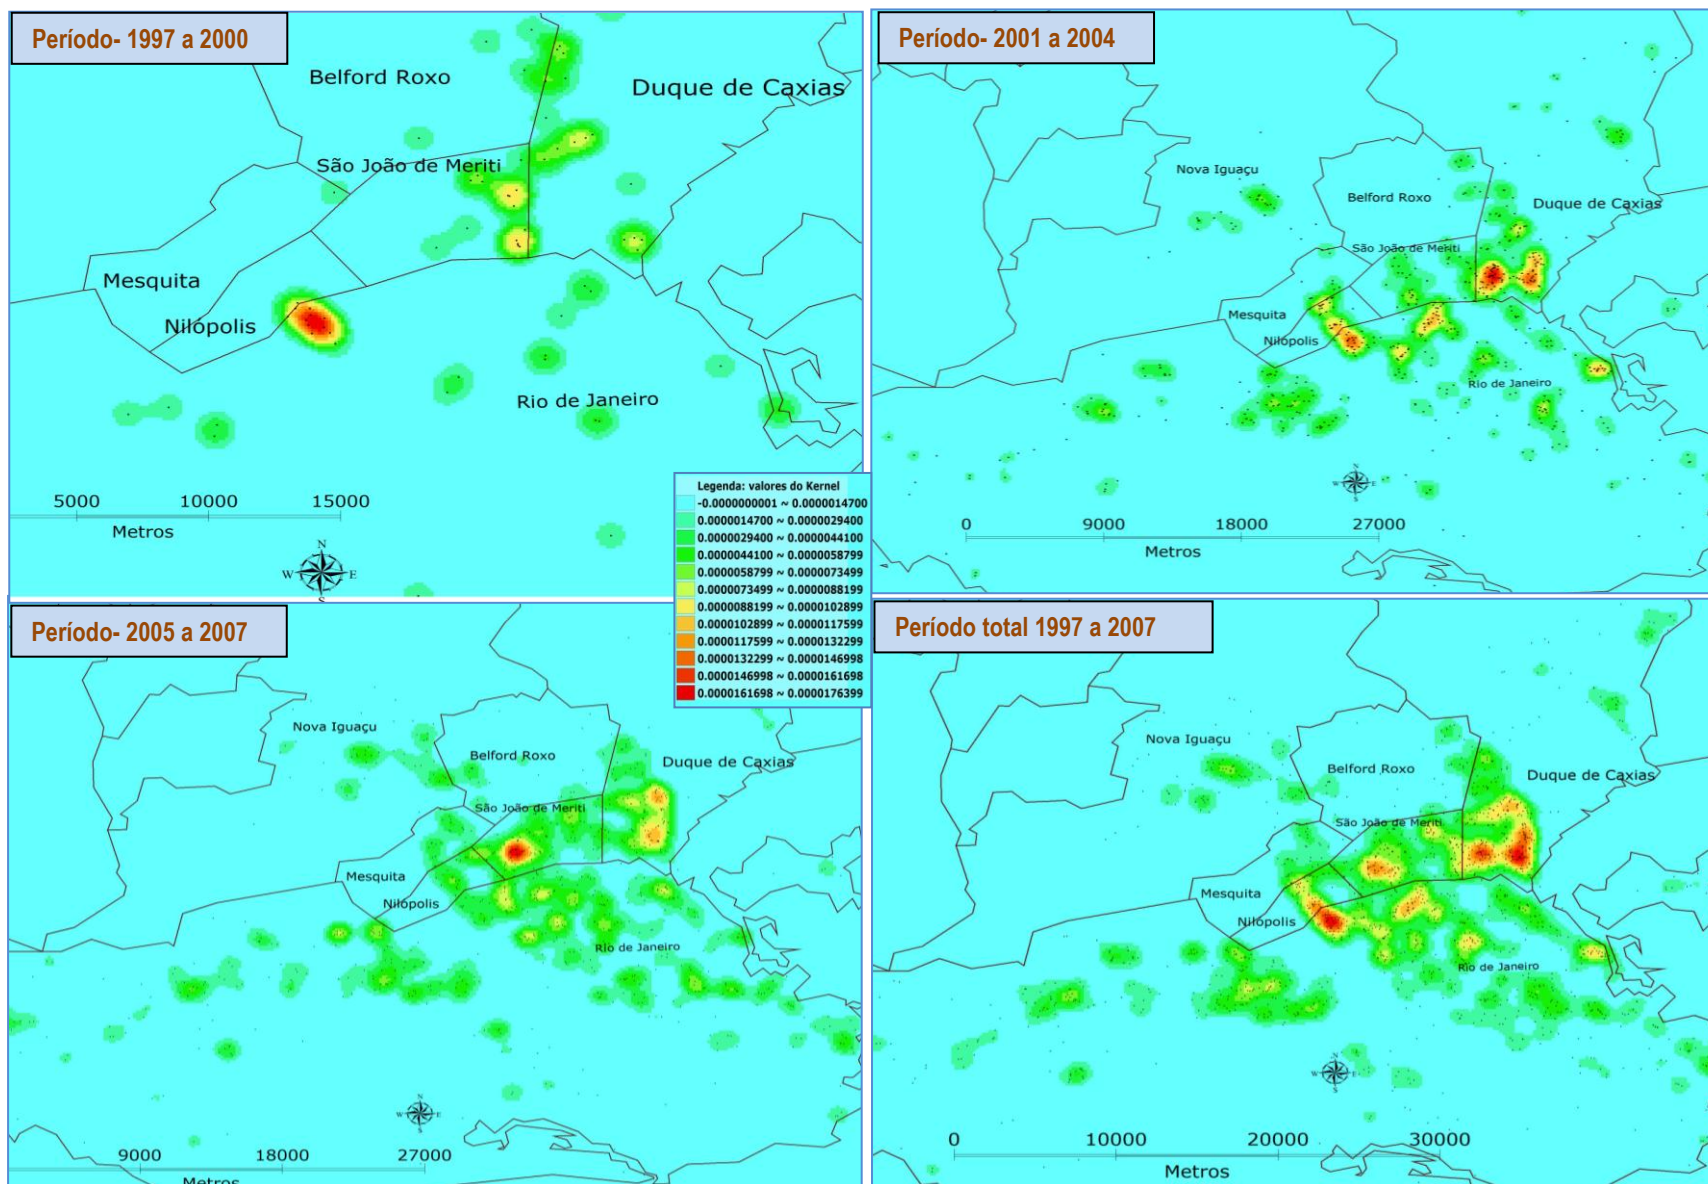 Período- 1997 a 2000
Belford Roxo
Duque de Caxias
São João de Meriti
Mesquita
Nilópolis
Rio de Janeiro
5000 10000 15000
Metros
N
W E
S
Período- 2001 a 2004
Nova Iguaçu
Belford Roxo
Duque de Caxias
São João de Meriti
Mesquita
Nilópolis
Rio de Janeiro
N
W E
S
0 9000 18000 27000
Metros
Legenda: valores do Kernel
-0.0000000001 ~ 0.0000014700
0.0000014700 ~ 0.0000029400
0.0000029400 ~ 0.0000044100
0.0000044100 ~ 0.0000058799
0.0000058799 ~ 0.0000073499
0.0000073499 ~ 0.0000088199
0.0000088199 ~ 0.0000102899
0.0000102899 ~ 0.0000117599
0.0000117599 ~ 0.0000132299
0.0000132299 ~ 0.0000146998
0.0000146998 ~ 0.0000161698
0.0000161698 ~ 0.0000176399
Período- 2005 a 2007
Nova Iguaçu
Belford Roxo
Duque de Caxias
São João de Meriti
Mesquita
Nilópolis
Rio de Janeiro
N
W E
S
9000 18000 27000
Metros
Período total 1997 a 2007
Nova Iguaçu
Belford Roxo
Duque de Caxias
São João de Meriti
Mesquita
Nilópolis
Rio de Janeiro
N
W E
S
0 10000 20000 30000
Metros